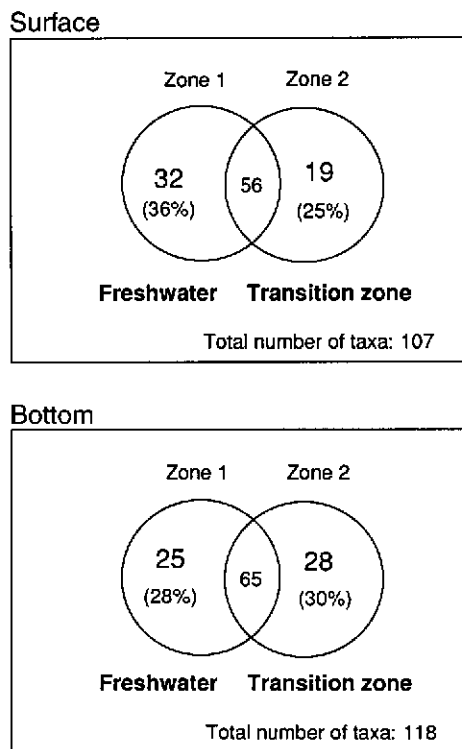 Surface
Zone 1 Zone 2
32 56 19
(36%) (25%)
Freshwater Transition zone
Total number of taxa: 107
Bottom
Zone 1 Zone 2
25 65 28
(28%) (30%)
Freshwater Transition zone
Total number of taxa: 118